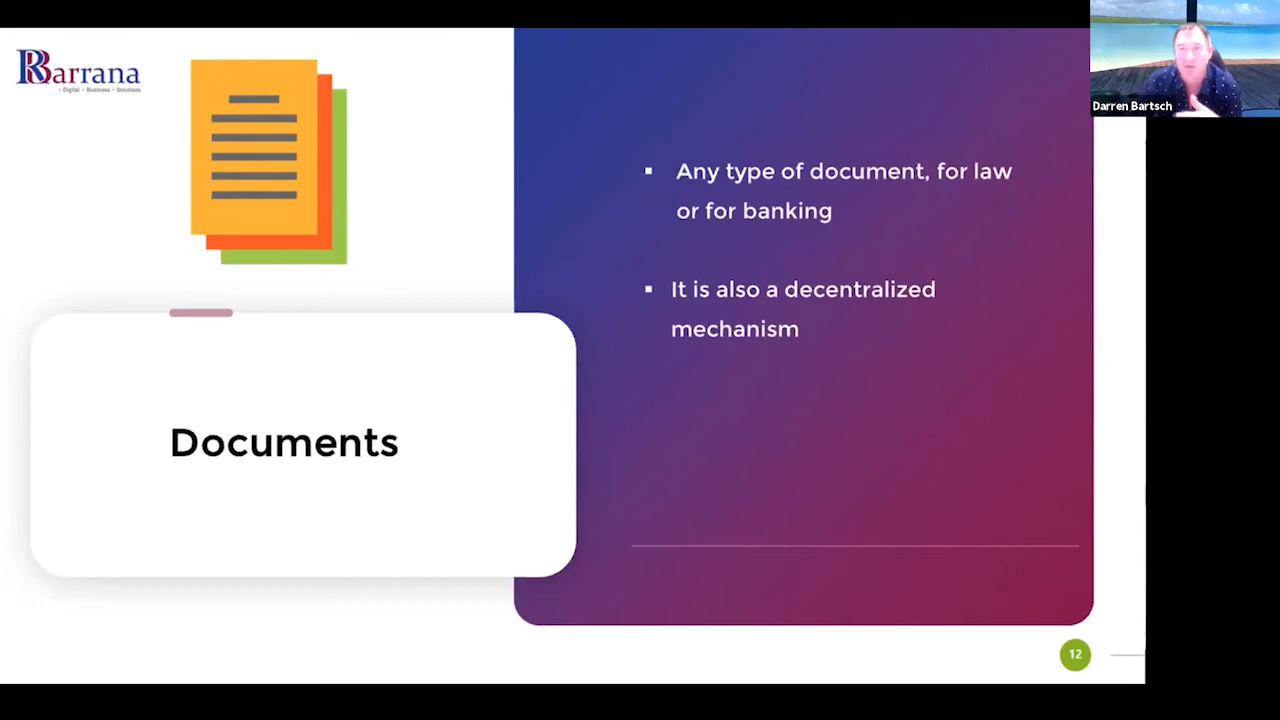 Barrana
- Digital - Business - Solutions
Darren Bartsch
▪ Any type of document, for law
or for banking
▪ It is also a decentralized
mechanism
Documents
12